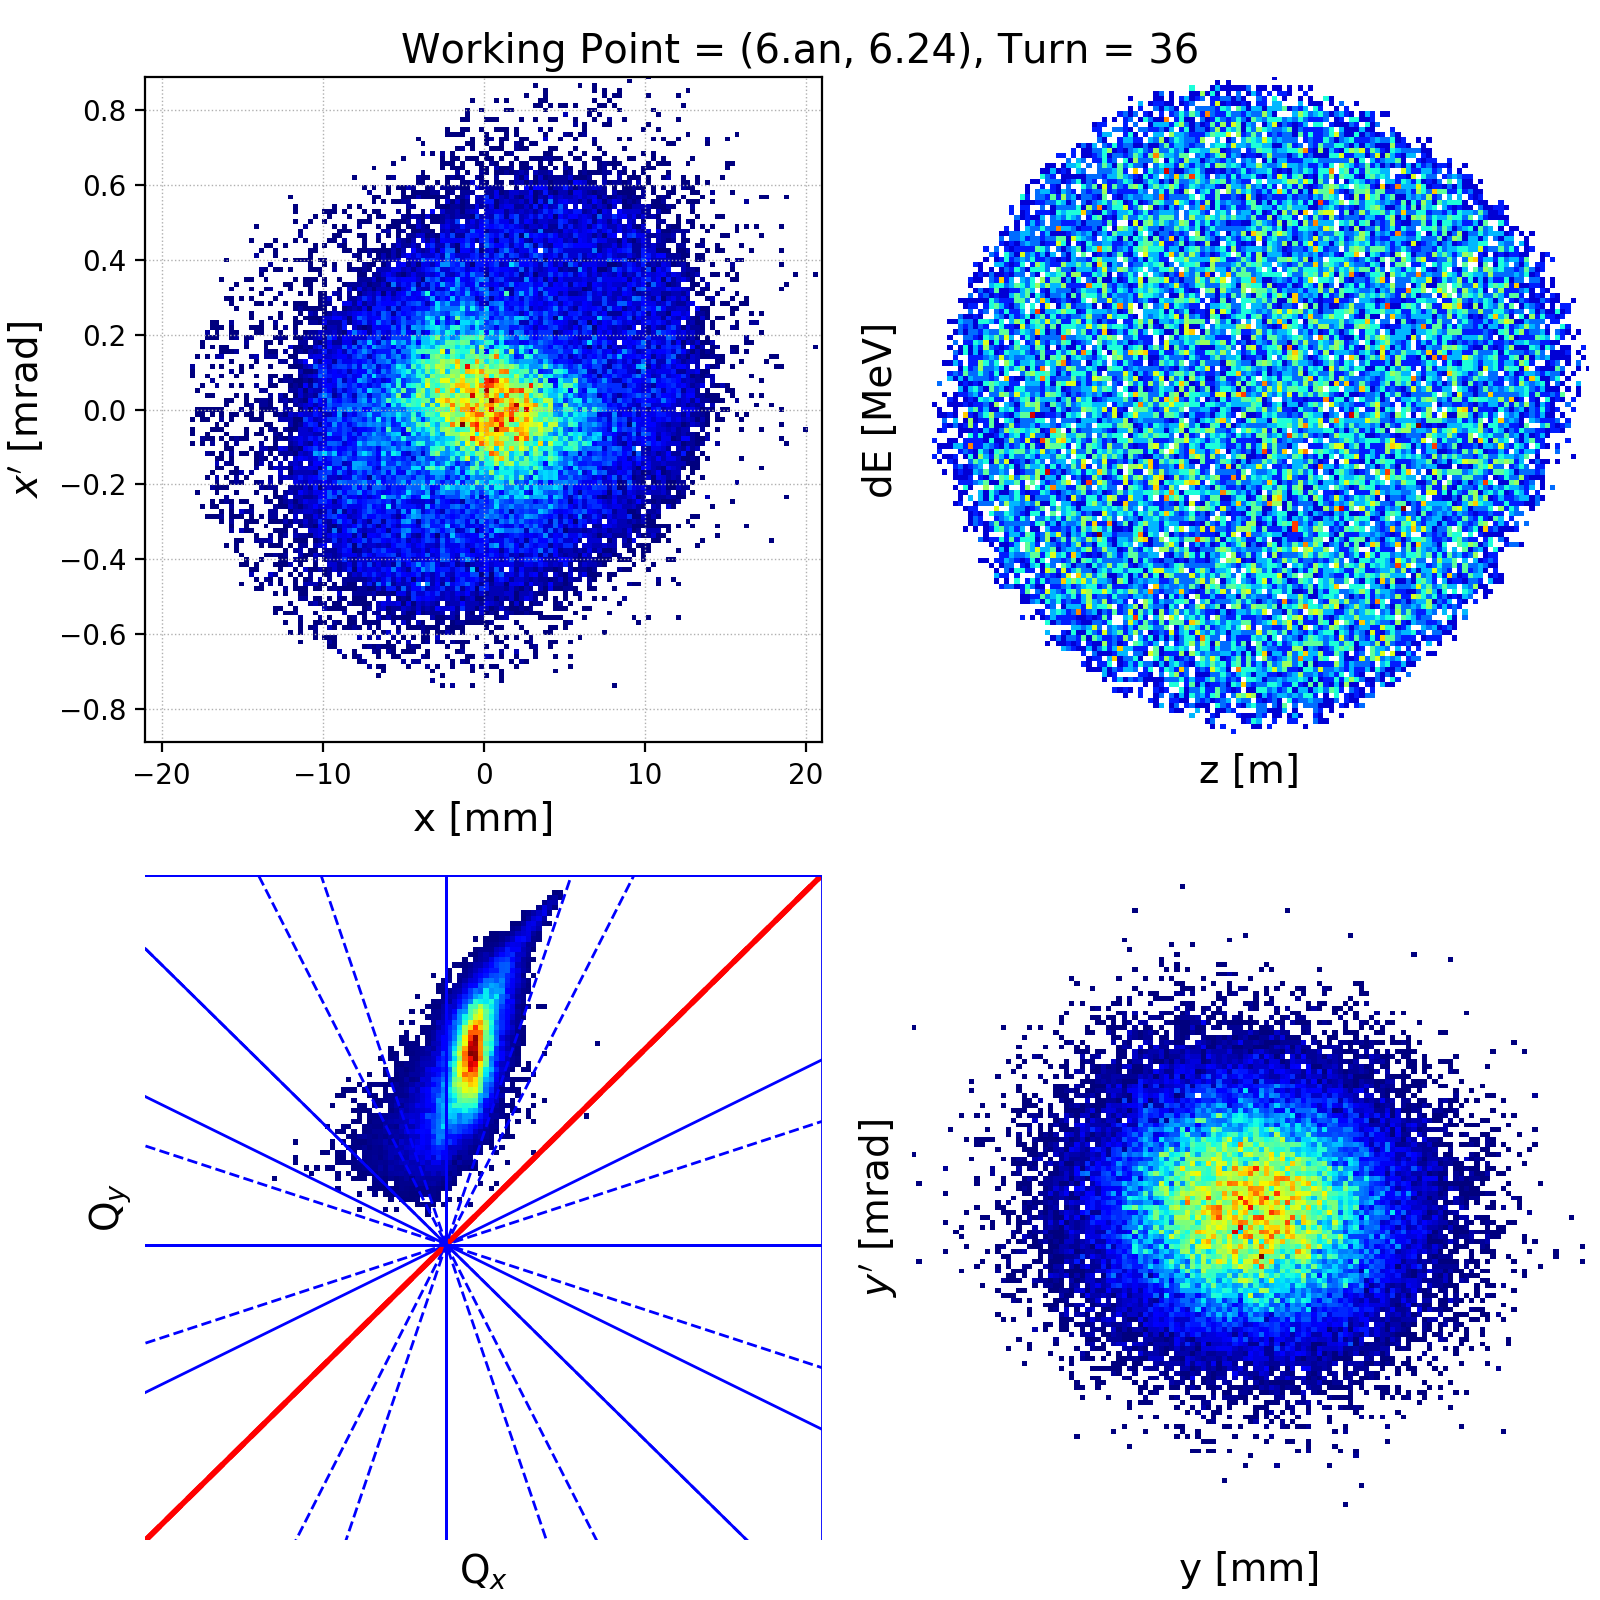 Working Point = (6.an, 6.24), Turn = 36
x′ [mrad]
0.8
0.6
0.4
0.2
0.0
−0.2
−0.4
−0.6
−0.8
−20
−10
0
10
20
x [mm]
dE [MeV]
z [m]
Qy
Qx
y′ [mrad]
y [mm]